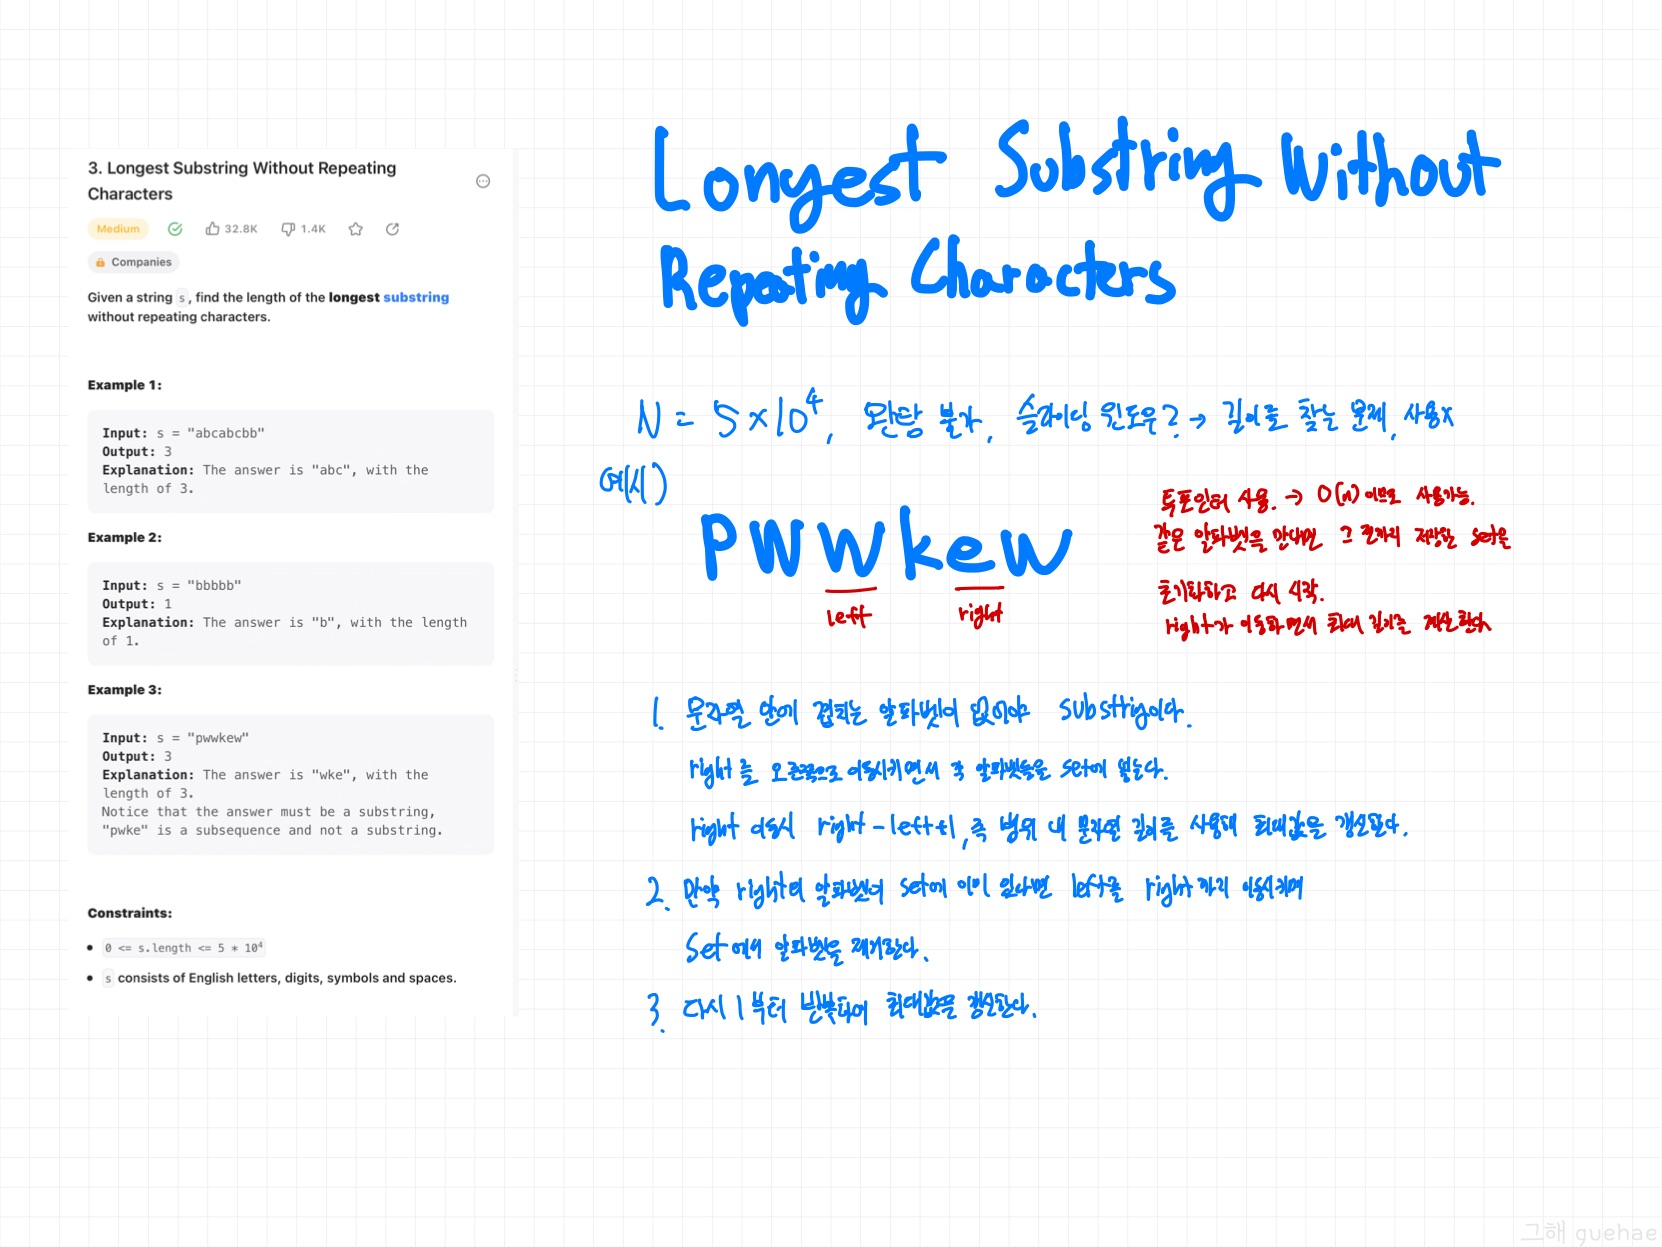 3. Longest Substring Without Repeating
Characters
Medium 32.8K 1.4K
Companies
Given a string s, find the length of the longest substring
without repeating characters.
Example 1:
Input: s = "abcabcbb"
Output: 3
Explanation: The answer is "abc", with the
length of 3.
Example 2:
Input: s = "bbbbb"
Output: 1
Explanation: The answer is "b", with the length
of 1.
Example 3:
Input: s = "pwwkew"
Output: 3
Explanation: The answer is "wke", with the
length of 3.
Notice that the answer must be a substring,
"pwke" is a subsequence and not a substring.
Constraints:
0 <= s.length <= 5 * 10⁴
s consists of English letters, digits, symbols and spaces.
Longest Substring Without
Repeating Characters
N = 5×10⁴, 완탐 불가, 슬라이딩 윈도우? → 길이를 찾는 문제, 사용x
예시)
PWWkew
left right
투포인터 사용. → O(n)이므로 사용가능.
같은 알파벳을 만나면 그 전까지 저장된 set을
초기화하고 다시 시작.
right가 이동하면서 최대 길이를 계산한다
1. 문자열 안에 겹치는 알파벳이 없어야 substring이다.
right를 오른쪽으로 이동시키면서 각 알파벳들을 set에 넣는다.
right 이동시 right-left+1, 즉 범위 내 문자열 길이를 사용해 최대값을 갱신한다.
2. 만약 right의 알파벳이 set에 이미 있다면 left를 right까지 이동시키며
Set에서 알파벳을 제거한다.
3. 다시 1부터 반복하여 최대값을 갱신한다.
그해 guehae